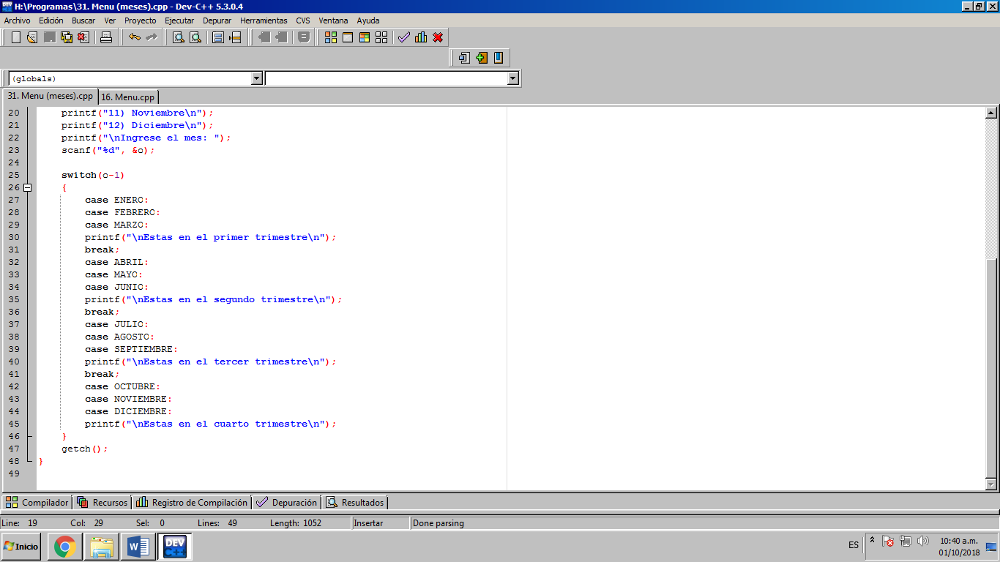 H:\Programas\31. Menu (meses).cpp - Dev-C++ 5.3.0.4
Archivo Edición Buscar Ver Proyecto Ejecutar Depurar Herramientas CVS Ventana Ayuda
(globals)
31. Menu (meses).cpp 16. Menu.cpp
20 printf("11) Noviembre\n");
21 printf("12) Diciembre\n");
22 printf("\nIngrese el mes: ");
23 scanf("%d", &o);
24
25 switch(o-1)
26 {
27 case ENERO:
28 case FEBRERO:
29 case MARZO:
30 printf("\nEstas en el primer trimestre\n");
31 break;
32 case ABRIL:
33 case MAYO:
34 case JUNIO:
35 printf("\nEstas en el segundo trimestre\n");
36 break;
37 case JULIO:
38 case AGOSTO:
39 case SEPTIEMBRE:
40 printf("\nEstas en el tercer trimestre\n");
41 break;
42 case OCTUBRE:
43 case NOVIEMBRE:
44 case DICIEMBRE:
45 printf("\nEstas en el cuarto trimestre\n");
46 }
47 getch();
48 }
49
Compilador Recursos Registro de Compilación Depuración Resultados
Line: 19 Col: 29 Sel: 0 Lines: 49 Length: 1052 Insertar Done parsing
Inicio DEV C++ ES 10:40 a.m.
01/10/2018